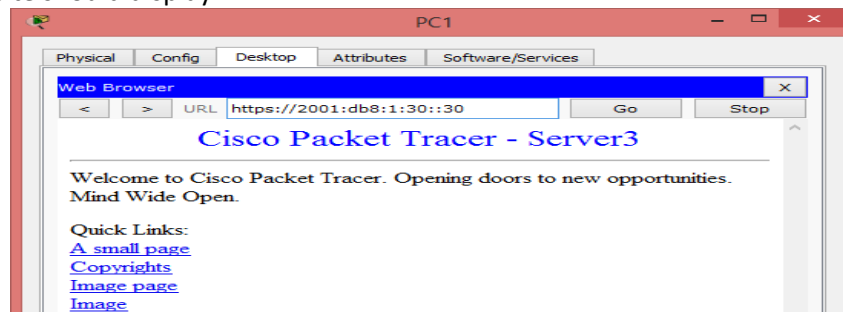 PC1
Physical Config Desktop Attributes Software/Services
Web Browser X
< > URL https://2001:db8:1:30::30 Go Stop
Cisco Packet Tracer - Server3
Welcome to Cisco Packet Tracer. Opening doors to new opportunities.
Mind Wide Open.
Quick Links:
A small page
Copyrights
Image page
Image